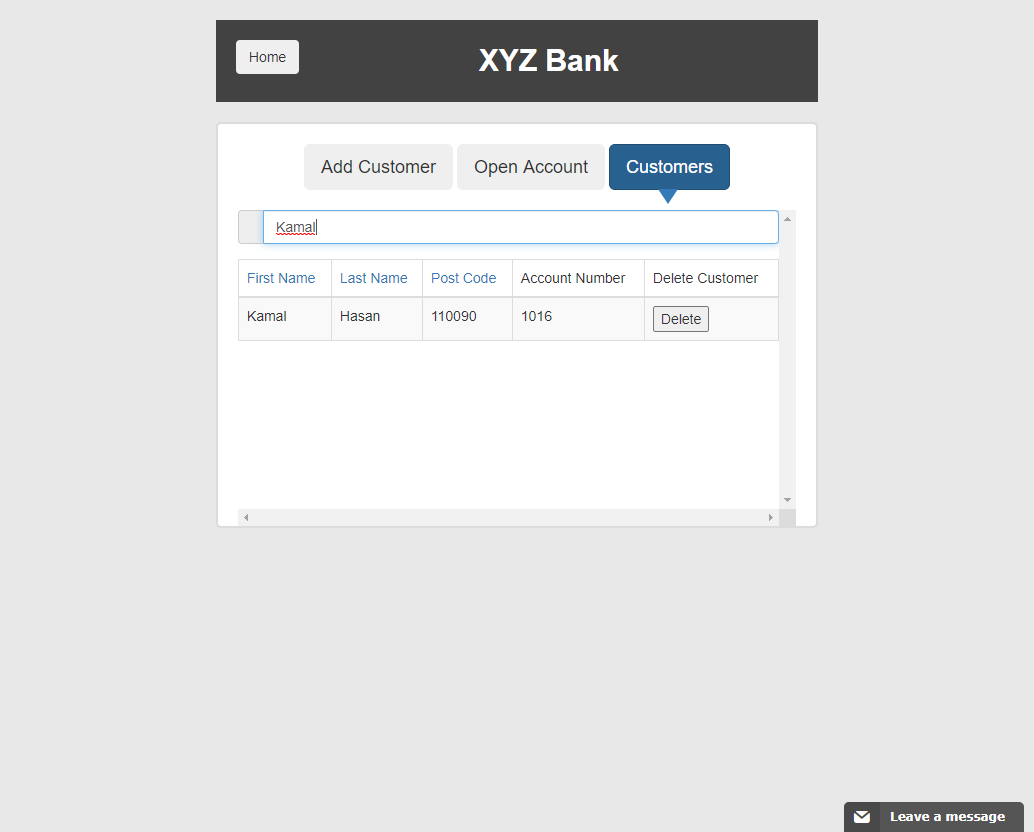 Home
XYZ Bank
Add Customer Open Account Customers
Kamal
First Name Last Name Post Code Account Number Delete Customer
Kamal Hasan 110090 1016 Delete
Leave a message